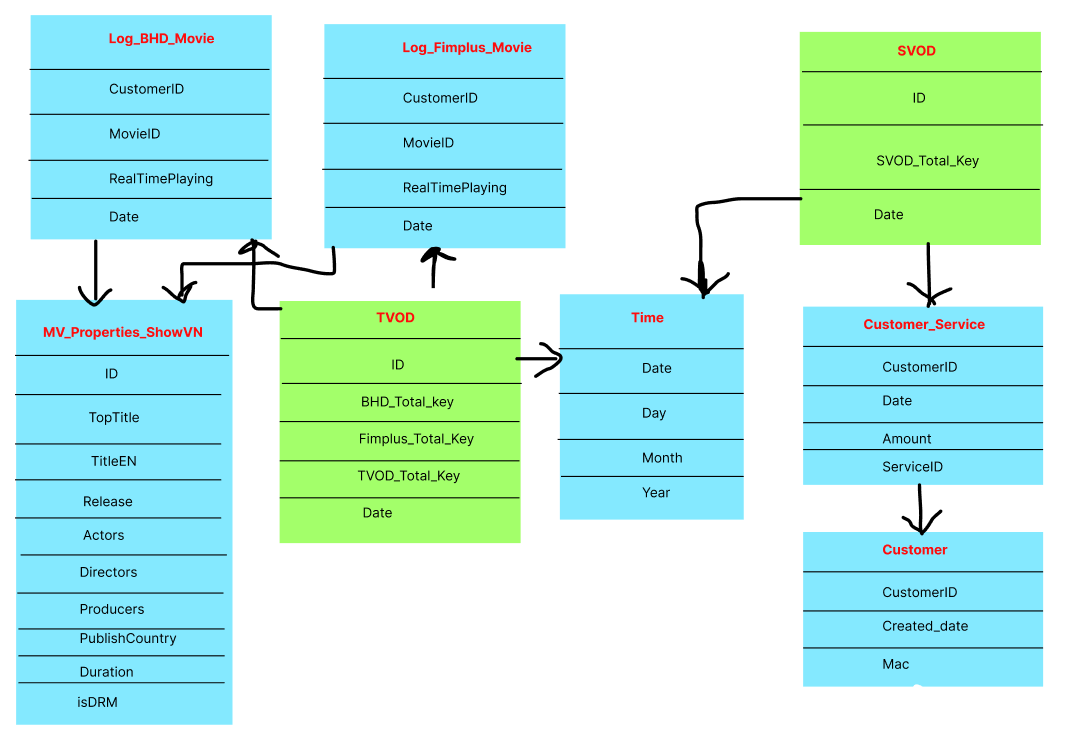 Log_BHD_Movie
CustomerID
MovieID
RealTimePlaying
Date
Log_Fimplus_Movie
CustomerID
MovieID
RealTimePlaying
Date
SVOD
ID
SVOD_Total_Key
Date
MV_Properties_ShowVN
ID
TopTitle
TitleEN
Release
Actors
Directors
Producers
PublishCountry
Duration
isDRM
TVOD
ID
BHD_Total_key
Fimplus_Total_Key
TVOD_Total_Key
Date
Time
Date
Day
Month
Year
Customer_Service
CustomerID
Date
Amount
ServiceID
Customer
CustomerID
Created_date
Mac